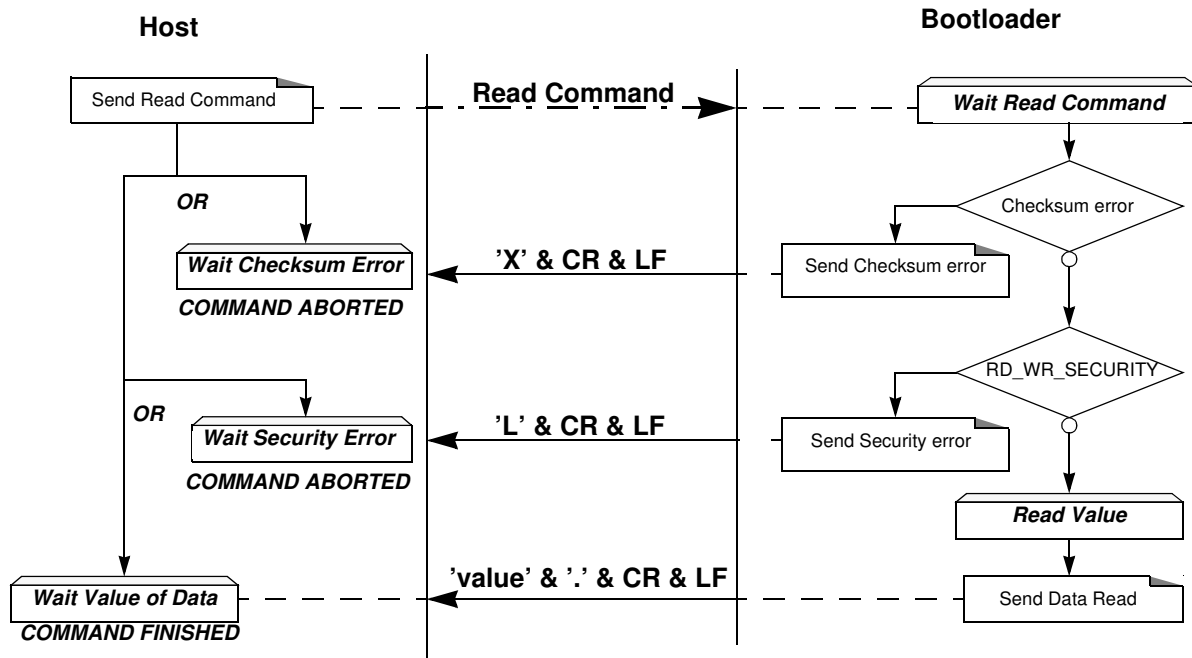 Host
Bootloader
Send Read Command
Read Command
Wait Read Command
OR
Checksum error
Wait Checksum Error
’X’ & CR & LF
Send Checksum error
COMMAND ABORTED
RD_WR_SECURITY
OR
Wait Security Error
’L’ & CR & LF
Send Security error
COMMAND ABORTED
Read Value
’value’ & ’.’ & CR & LF
Wait Value of Data
Send Data Read
COMMAND FINISHED